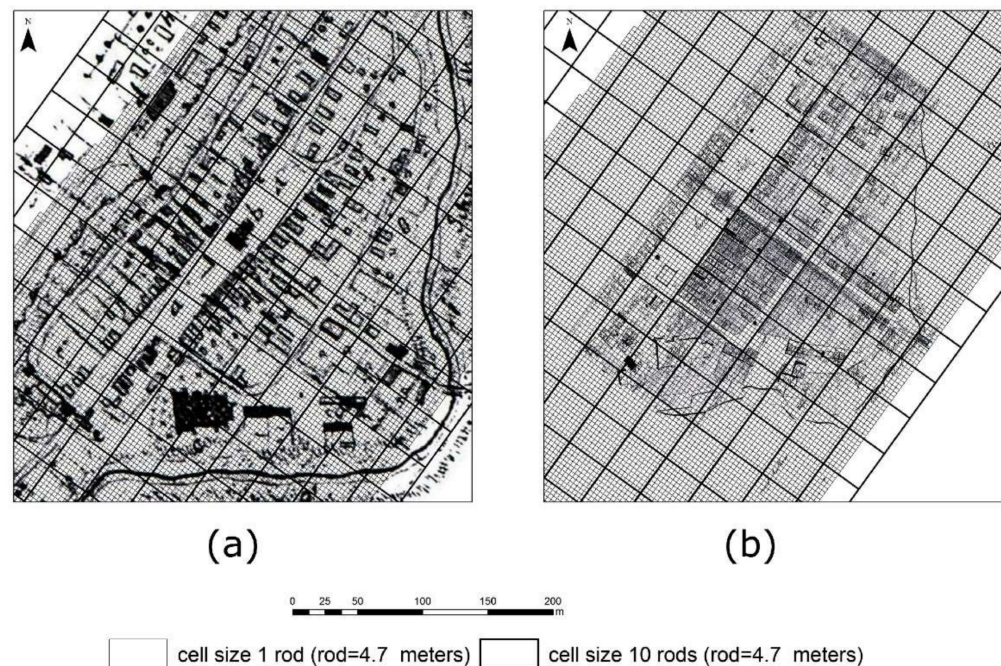 N
N
(a)
(b)
0 25 50 100 150 200
m
cell size 1 rod (rod=4.7 meters)
cell size 10 rods (rod=4.7 meters)